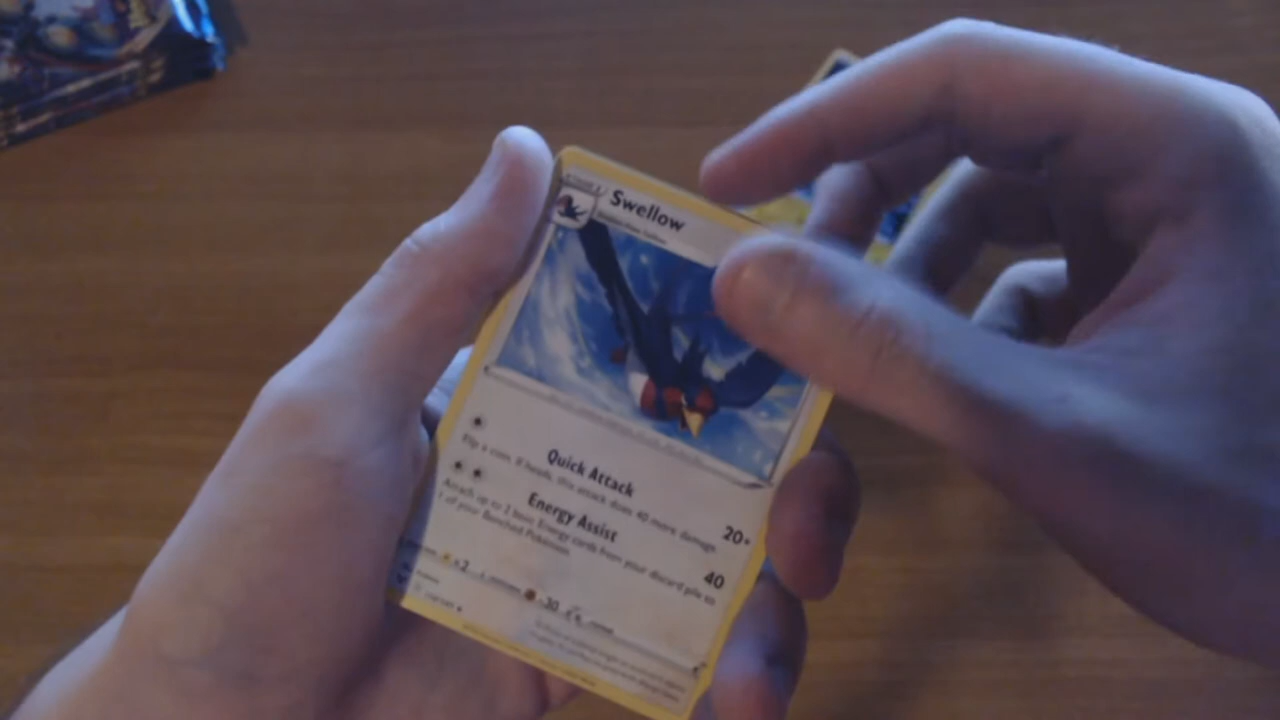 Swellow
Quick Attack
20+
Flip a coin. If heads, this attack does 40 more damage.
Energy Assist
40
Attach up to 2 basic Energy cards from your discard pile to
1 of your Benched Pokémon.
x2
-30